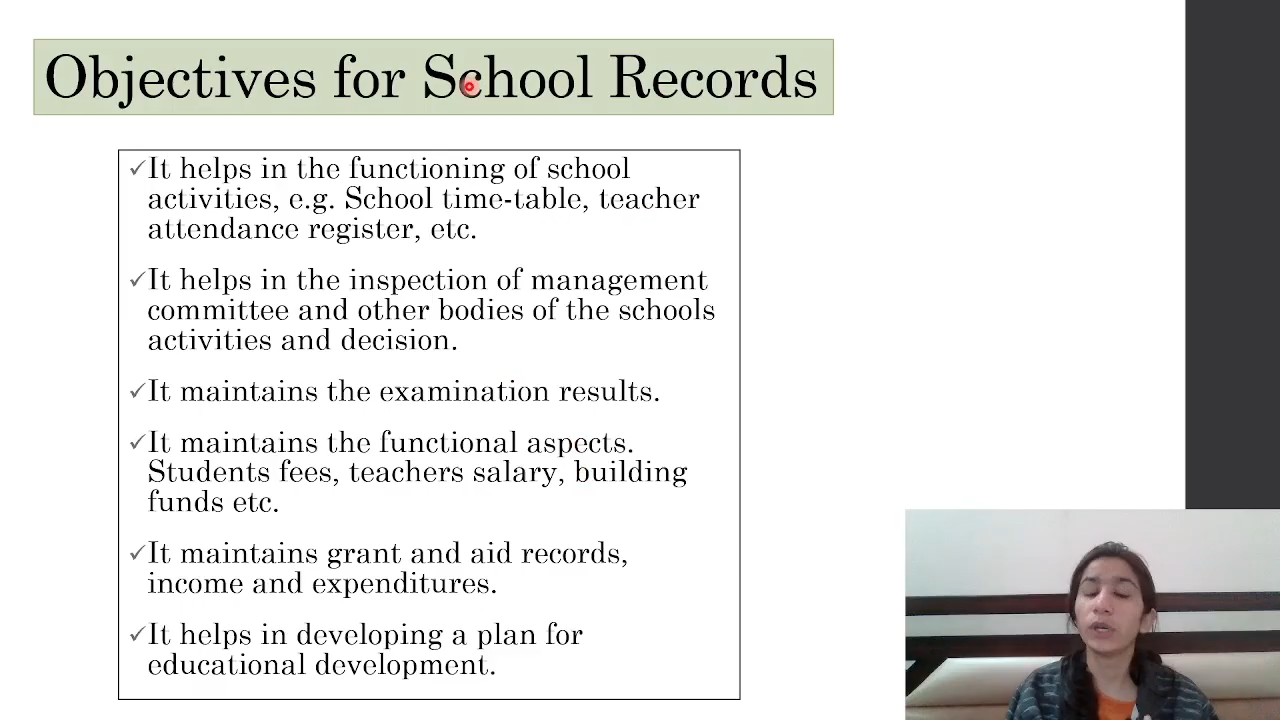 Objectives for School Records
✓It helps in the functioning of school
activities, e.g. School time-table, teacher
attendance register, etc.
✓It helps in the inspection of management
committee and other bodies of the schools
activities and decision.
✓It maintains the examination results.
✓It maintains the functional aspects.
Students fees, teachers salary, building
funds etc.
✓It maintains grant and aid records,
income and expenditures.
✓It helps in developing a plan for
educational development.